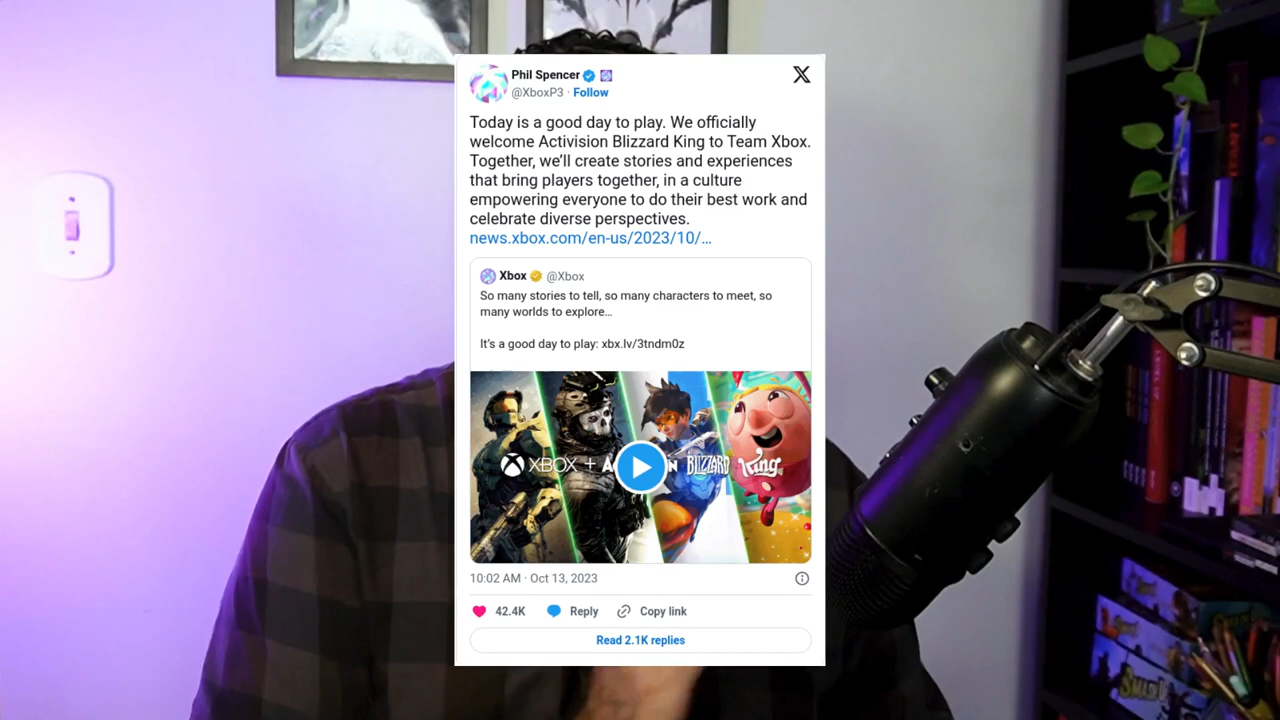 Phil Spencer
@XboxP3 · Follow
X
Today is a good day to play. We officially
welcome Activision Blizzard King to Team Xbox.
Together, we’ll create stories and experiences
that bring players together, in a culture
empowering everyone to do their best work and
celebrate diverse perspectives.
news.xbox.com/en-us/2023/10/…
Xbox @Xbox
So many stories to tell, so many characters to meet, so
many worlds to explore…
It’s a good day to play: xbx.lv/3tndm0z
XBOX + BLIZZARD King
10:02 AM · Oct 13, 2023
42.4K Reply Copy link
Read 2.1K replies